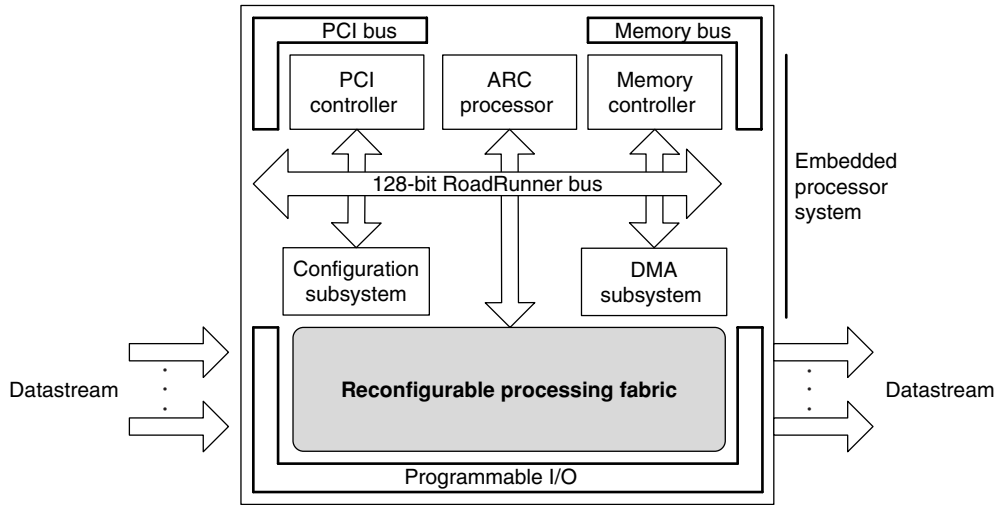 PCI bus
Memory bus
PCI
controller
ARC
processor
Memory
controller
Embedded
processor
system
128-bit RoadRunner bus
Configuration
subsystem
DMA
subsystem
Datastream
Reconfigurable processing fabric
Datastream
Programmable I/O